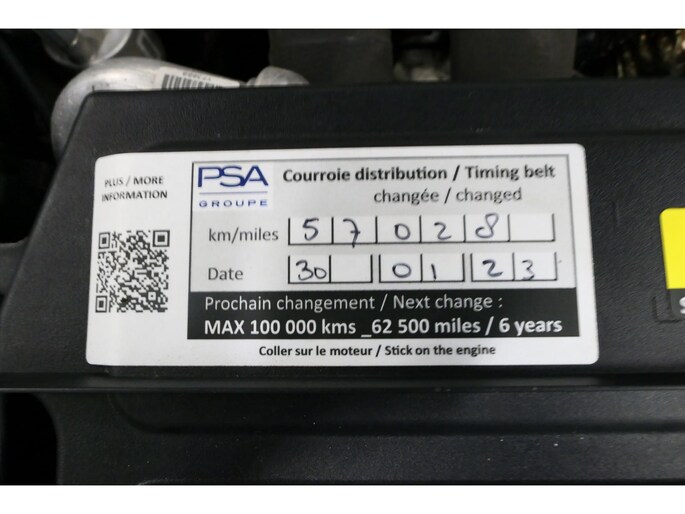 PLUS / MORE
INFORMATION
PSA
GROUPE
Courroie distribution / Timing belt
changée / changed
km/miles 5 7 0 2 8
Date 30 01 23
Prochain changement / Next change :
MAX 100 000 kms _62 500 miles / 6 years
Coller sur le moteur / Stick on the engine